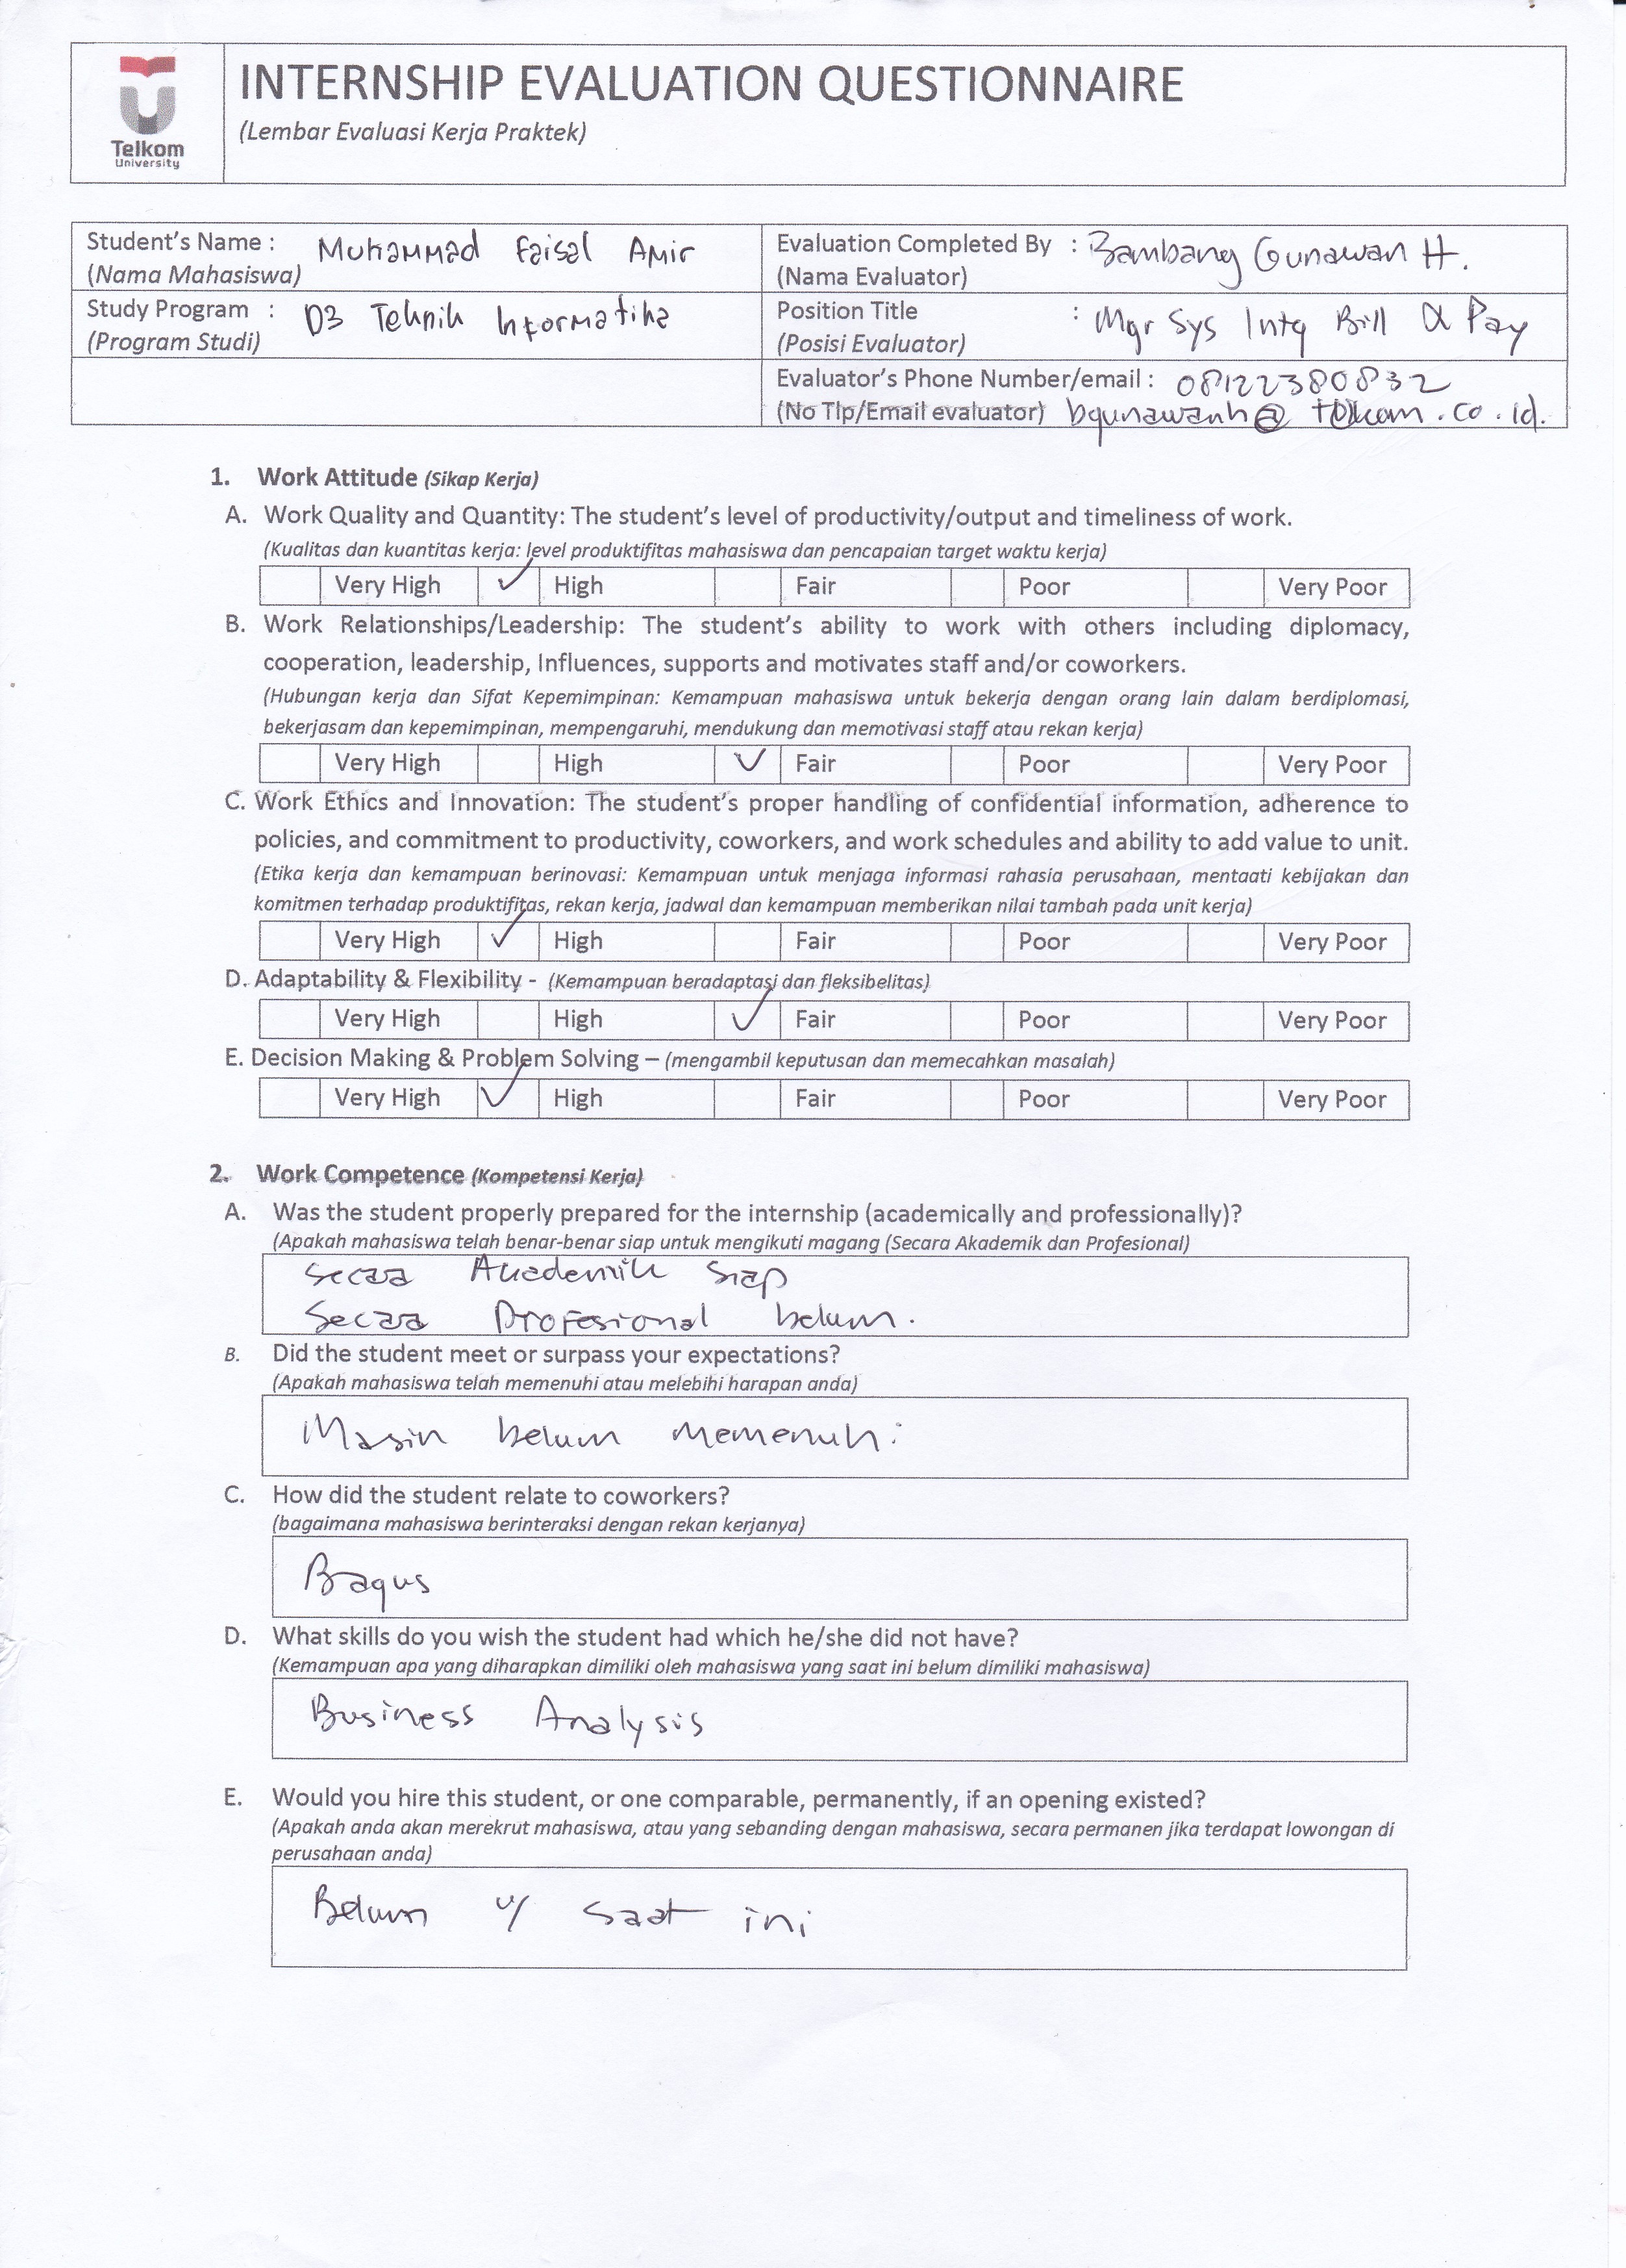 Telkom
University
INTERNSHIP EVALUATION QUESTIONNAIRE
(Lembar Evaluasi Kerja Praktek)
Student's Name : Muhammad Faisal Amir
(Nama Mahasiswa)
Evaluation Completed By : Bambang Gunawan H.
(Nama Evaluator)
Study Program : D3 Teknik Informatika
(Program Studi)
Position Title : Mgr Sys Intg Bill & Pay
(Posisi Evaluator)
Evaluator's Phone Number/email : 08122380832
(No Tlp/Email evaluator) bgunawanh@telkom.co.id.
1. Work Attitude (Sikap Kerja)
A. Work Quality and Quantity: The student's level of productivity/output and timeliness of work.
(Kualitas dan kuantitas kerja: level produktifitas mahasiswa dan pencapaian target waktu kerja)
Very High ✓ High Fair Poor Very Poor
B. Work Relationships/Leadership: The student's ability to work with others including diplomacy,
cooperation, leadership, Influences, supports and motivates staff and/or coworkers.
(Hubungan kerja dan Sifat Kepemimpinan: Kemampuan mahasiswa untuk bekerja dengan orang lain dalam berdiplomasi,
bekerjasam dan kepemimpinan, mempengaruhi, mendukung dan memotivasi staff atau rekan kerja)
Very High High ✓ Fair Poor Very Poor
C. Work Ethics and Innovation: The student's proper handling of confidential information, adherence to
policies, and commitment to productivity, coworkers, and work schedules and ability to add value to unit.
(Etika kerja dan kemampuan berinovasi: Kemampuan untuk menjaga informasi rahasia perusahaan, mentaati kebijakan dan
komitmen terhadap produktifitas, rekan kerja, jadwal dan kemampuan memberikan nilai tambah pada unit kerja)
Very High ✓ High Fair Poor Very Poor
D. Adaptability & Flexibility - (Kemampuan beradaptasi dan fleksibelitas)
Very High High ✓ Fair Poor Very Poor
E. Decision Making & Problem Solving – (mengambil keputusan dan memecahkan masalah)
Very High ✓ High Fair Poor Very Poor
2. Work Competence (Kompetensi Kerja)
A. Was the student properly prepared for the internship (academically and professionally)?
(Apakah mahasiswa telah benar-benar siap untuk mengikuti magang (Secara Akademik dan Profesional)
Secara Akademik Siap
Secara Profesional belum.
B. Did the student meet or surpass your expectations?
(Apakah mahasiswa telah memenuhi atau melebihi harapan anda)
Masih belum memenuhi
C. How did the student relate to coworkers?
(bagaimana mahasiswa berinteraksi dengan rekan kerjanya)
Bagus
D. What skills do you wish the student had which he/she did not have?
(Kemampuan apa yang diharapkan dimiliki oleh mahasiswa yang saat ini belum dimiliki mahasiswa)
Business Analysis
E. Would you hire this student, or one comparable, permanently, if an opening existed?
(Apakah anda akan merekrut mahasiswa, atau yang sebanding dengan mahasiswa, secara permanen jika terdapat lowongan di
perusahaan anda)
Belum u/ saat ini